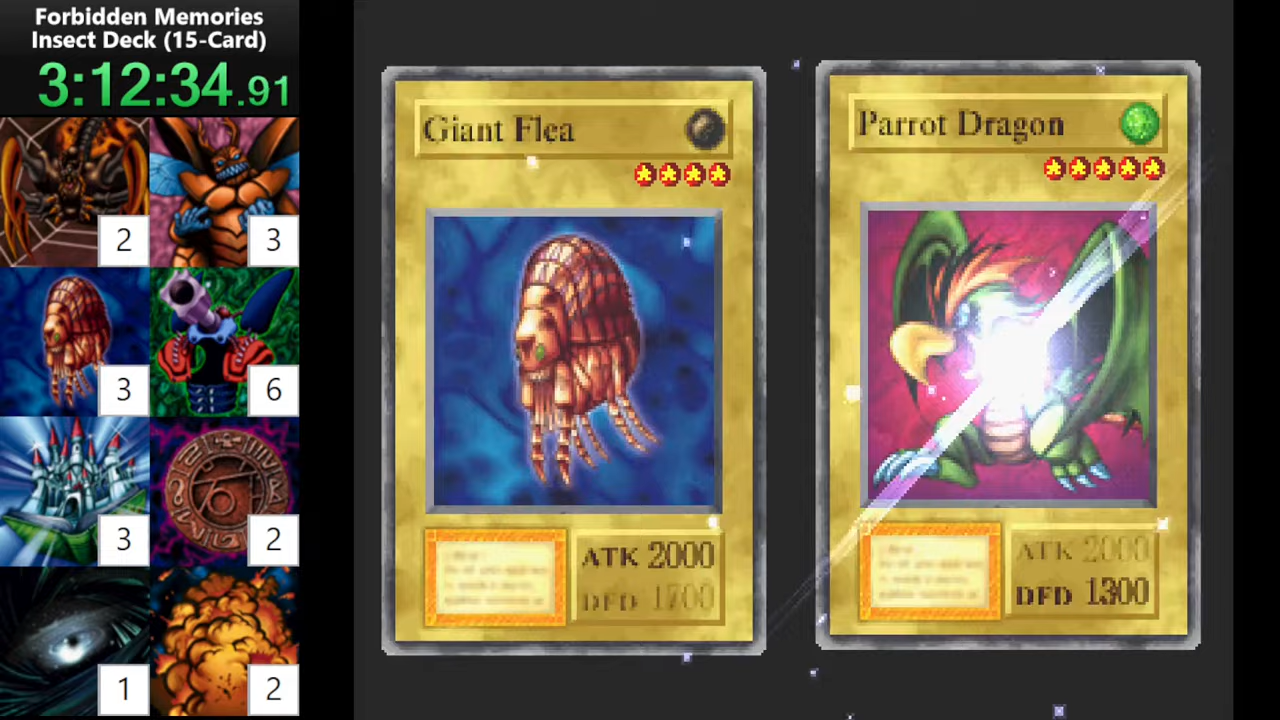 Forbidden Memories
Insect Deck (15-Card)
3:12:34.91
2
3
3
6
3
2
1
2
Giant Flea
ATK 2000
DFD 1700
Parrot Dragon
ATK 2000
DFD 1300